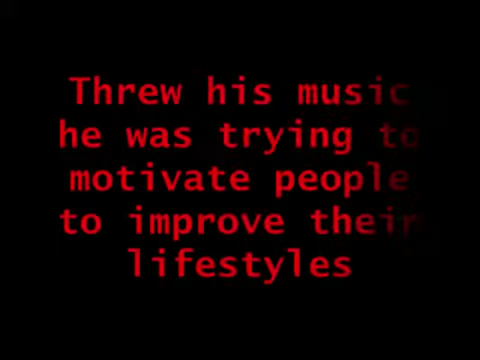 Threw his music
he was trying to
motivate people
to improve their
lifestyles